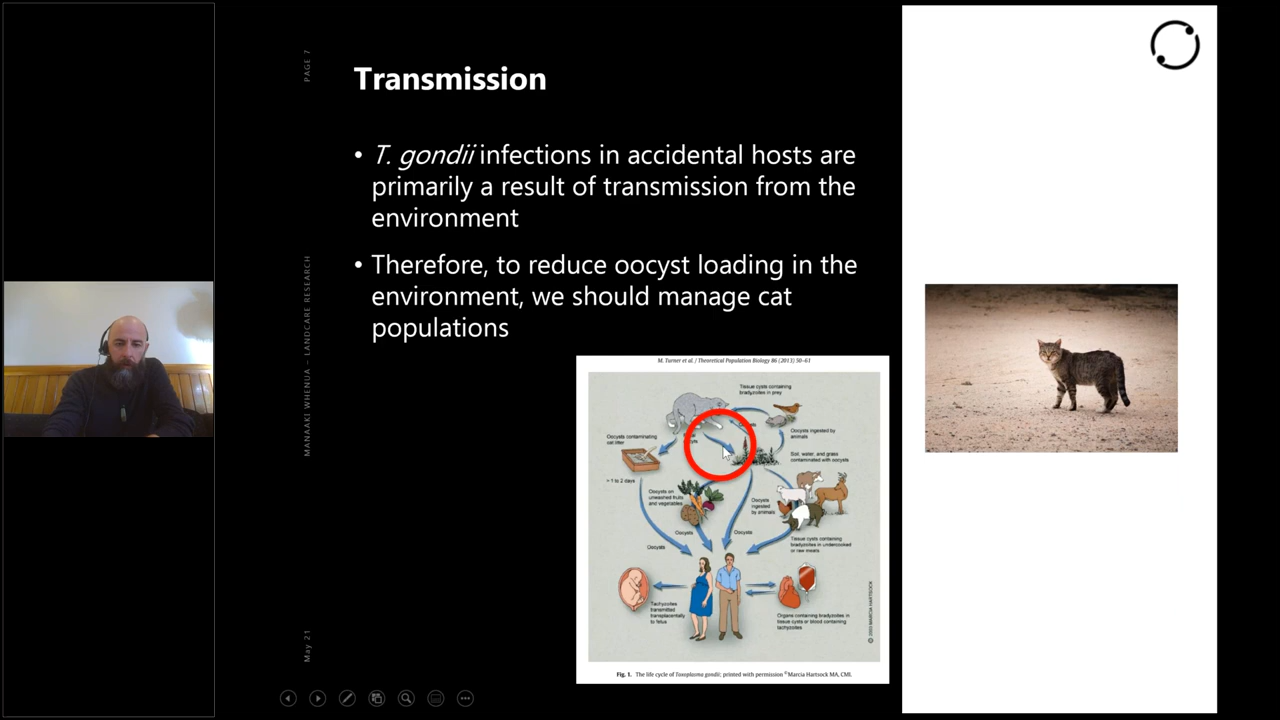 PAGE 7
MANAAKI WHENUA – LANDCARE RESEARCH
May 21
Transmission
• T. gondii infections in accidental hosts are
primarily a result of transmission from the
environment
• Therefore, to reduce oocyst loading in the
environment, we should manage cat
populations
M. Turner et al. / Theoretical Population Biology 86 (2013) 50–61
Tissue cysts containing
bradyzoites in prey
Oocysts ingested by
animals
Oocysts contaminating
cat litter
Soil, water, and grass
contaminated with oocysts
> 1 to 2 days
Oocysts on
unwashed fruits
and vegetables
Oocysts
ingested
by animals
Oocysts
Oocysts
Oocysts
Tissue cysts containing
bradyzoites in undercooked
or raw meats
Tachyzoites
transmitted
transplacentally
to fetus
Organs containing bradyzoites in
tissue cysts or blood containing
tachyzoites
© 2003 MARCIA HARTSOCK
Fig. 1. The life cycle of Toxoplasma gondii; printed with permission ©Marcia Hartsock MA, CMI.